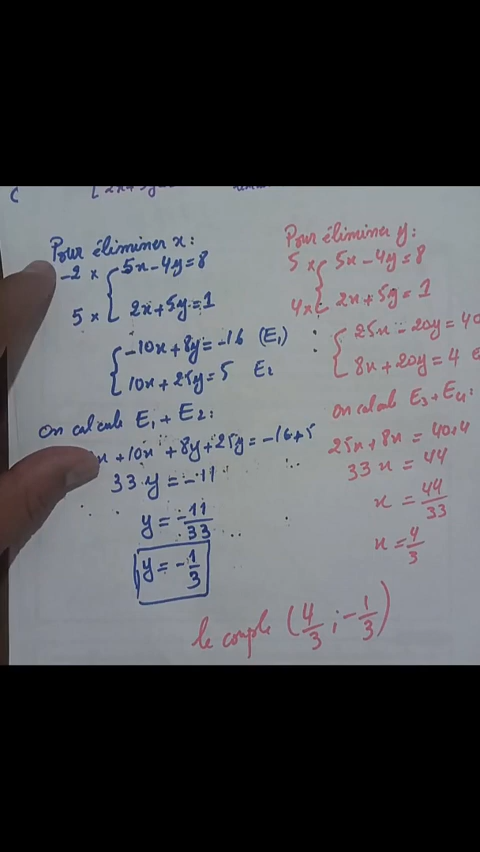 Pour éliminer x:
-2 × { 5x - 4y = 8
5 × { 2x + 5y = 1
{ -10x + 8y = -16 (E₁)
{ 10x + 25y = 5 E₂
On calcule E₁ + E₂:
x + 10x + 8y + 25y = -16 + 5
33 y = -11
y = -11/33
y = -1/3
Pour éliminer y:
5 × { 5x - 4y = 8
4 × { 2x + 5y = 1
{ 25x - 20y = 40
{ 8x + 20y = 4
On calcule E₃ + E₄:
25x + 8x = 40+4
33 x = 44
x = 44/33
x = 4/3
le couple (4/3 ; -1/3)